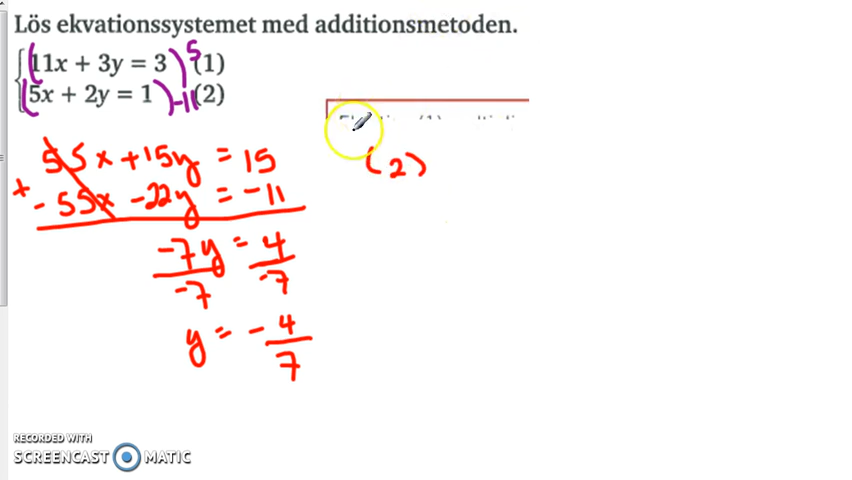 Lös ekvationssystemet med additionsmetoden.
(11x + 3y = 3) 5 (1)
(5x + 2y = 1) -11 (2)
55x + 15y = 15
+ -55x - 22y = -11
-7y = 4
-7 -7
y = - 4
7
(2)
RECORDED WITH
SCREENCAST MATIC